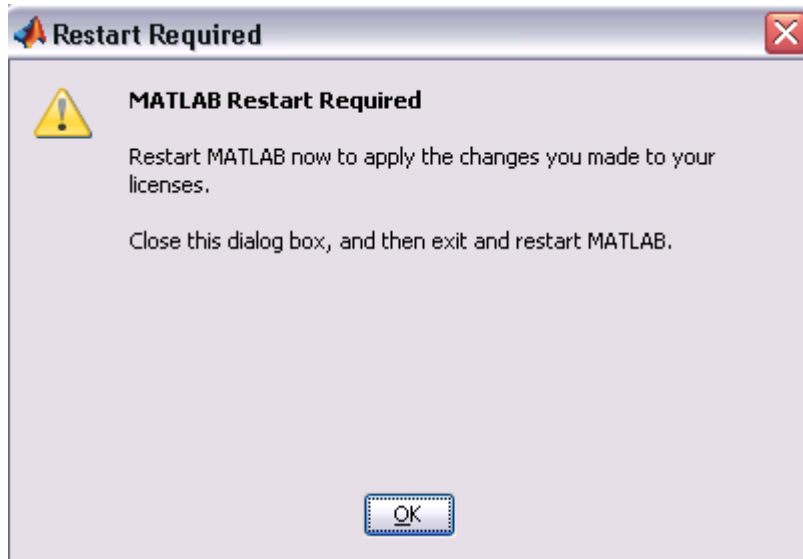 Restart Required
MATLAB Restart Required
Restart MATLAB now to apply the changes you made to your
licenses.
Close this dialog box, and then exit and restart MATLAB.
OK